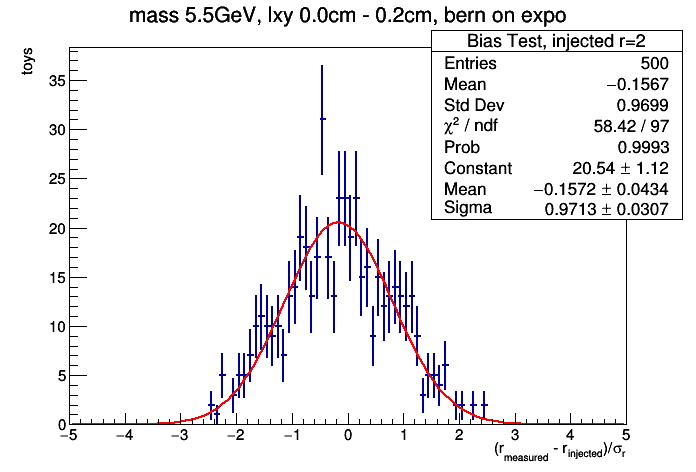 mass 5.5GeV, lxy 0.0cm - 0.2cm, bern on expo
Bias Test, injected r=2
Entries 500
Mean −0.1567
Std Dev 0.9699
χ² / ndf 58.42 / 97
Prob 0.9993
Constant 20.54 ± 1.12
Mean −0.1572 ± 0.0434
Sigma 0.9713 ± 0.0307
toys
35
30
25
20
15
10
5
0
−5 −4 −3 −2 −1 0 1 2 3 4 5
(r_measured - r_injected)/σ_r